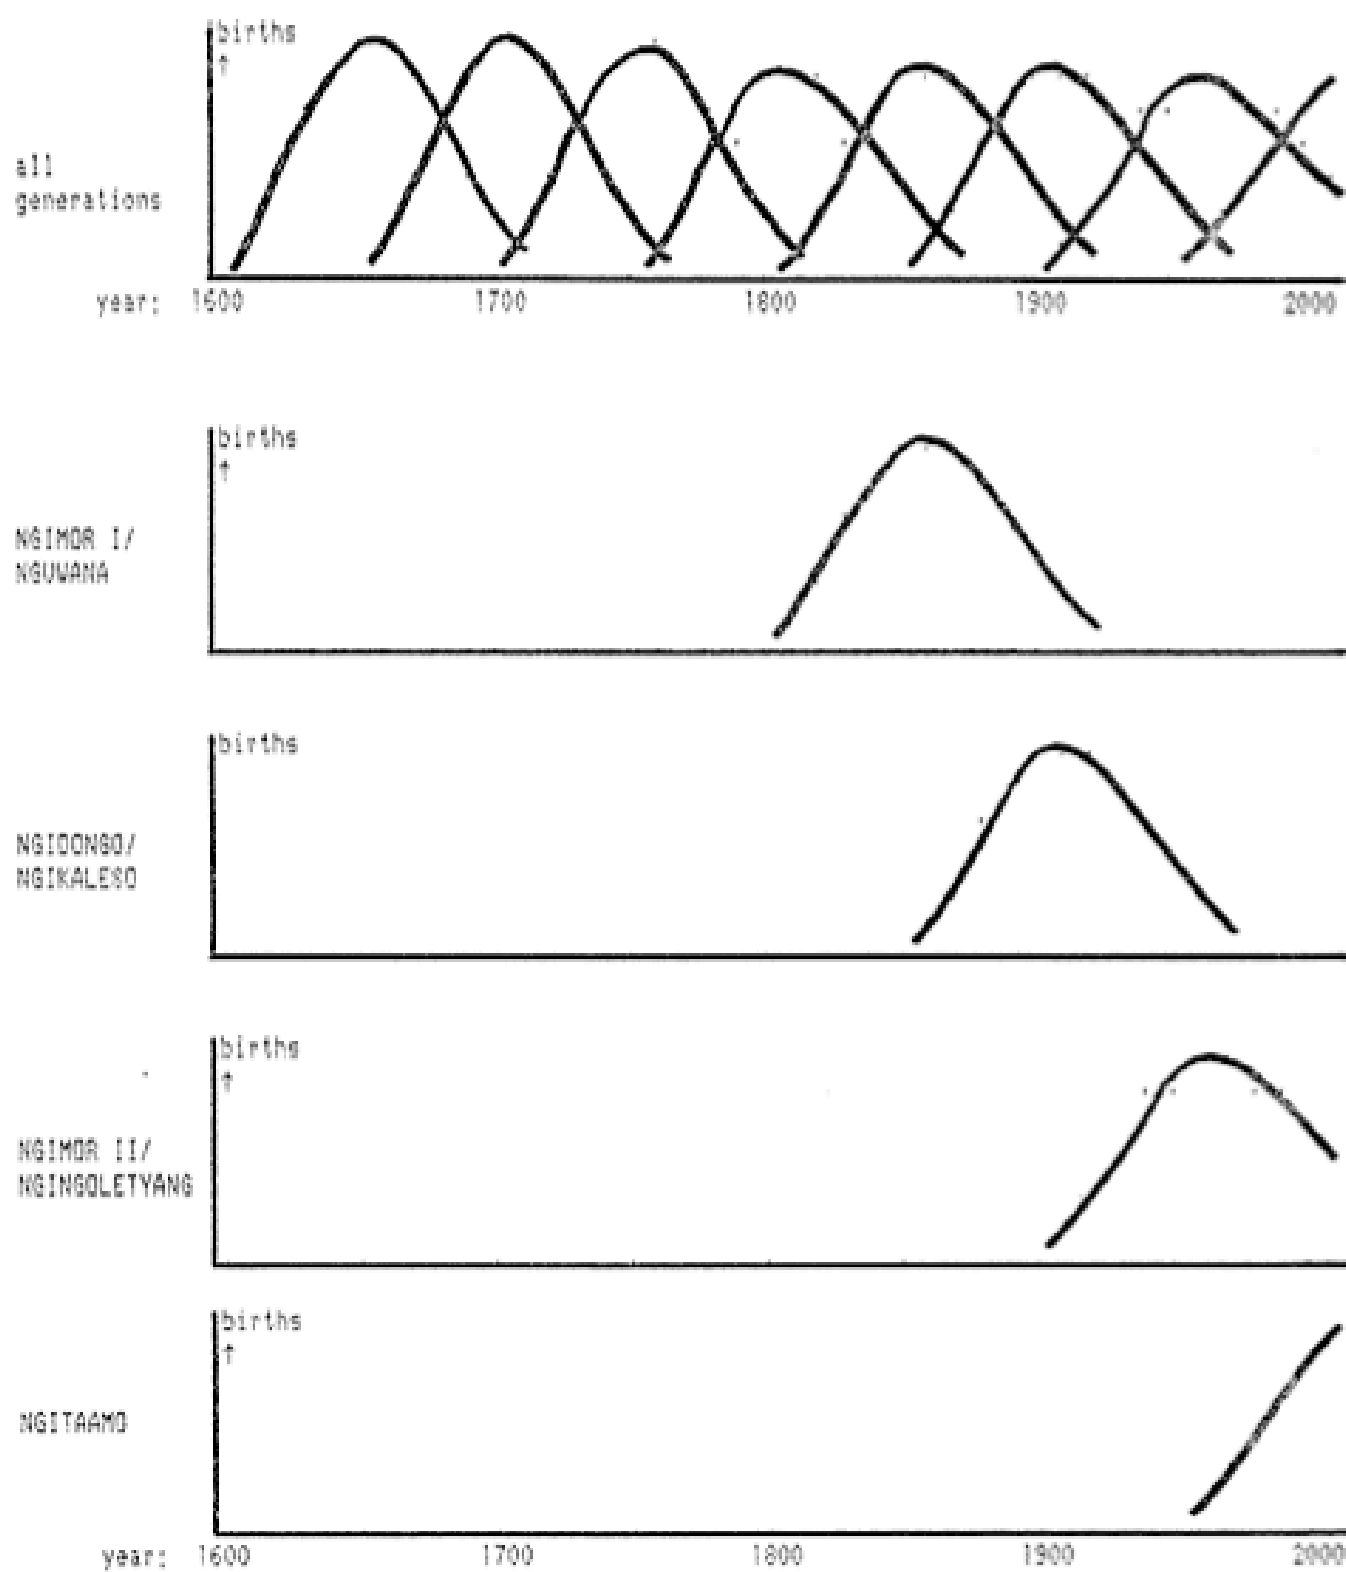 births
↑
all
generations
year: 1600 1700 1800 1900 2000
births
↑
NGIMOR I/
NGUWANA
births
NGIDONGO/
NGIKALESO
births
↑
NGIMOR II/
NGINGOLETYANG
births
↑
NGITAAMO
year: 1600 1700 1800 1900 2000